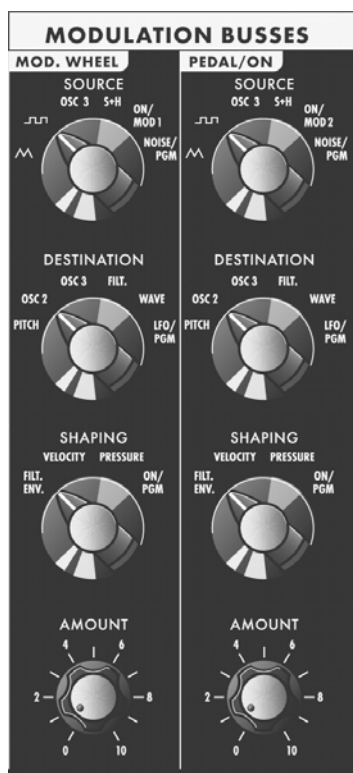 MODULATION BUSSES
MOD. WHEEL
SOURCE
OSC 3 S+H
ON/
MOD 1
NOISE/
PGM
DESTINATION
OSC 3 FILT.
OSC 2 WAVE
PITCH LFO/
PGM
SHAPING
VELOCITY PRESSURE
FILT. ON/
ENV. PGM
AMOUNT
4 6
2 8
0 10
PEDAL/ON
SOURCE
OSC 3 S+H
ON/
MOD 2
NOISE/
PGM
DESTINATION
OSC 3 FILT.
OSC 2 WAVE
PITCH LFO/
PGM
SHAPING
VELOCITY PRESSURE
FILT. ON/
ENV. PGM
AMOUNT
4 6
2 8
0 10